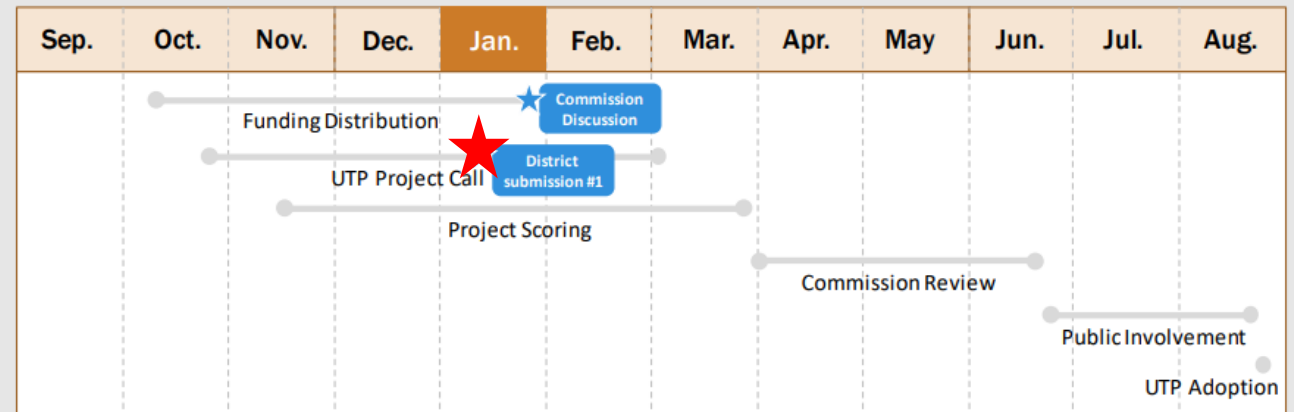 Sep. Oct. Nov. Dec. Jan. Feb. Mar. Apr. May Jun. Jul. Aug.
Commission
Discussion
Funding Distribution
District
submission #1
UTP Project Call
Project Scoring
Commission Review
Public Involvement
UTP Adoption